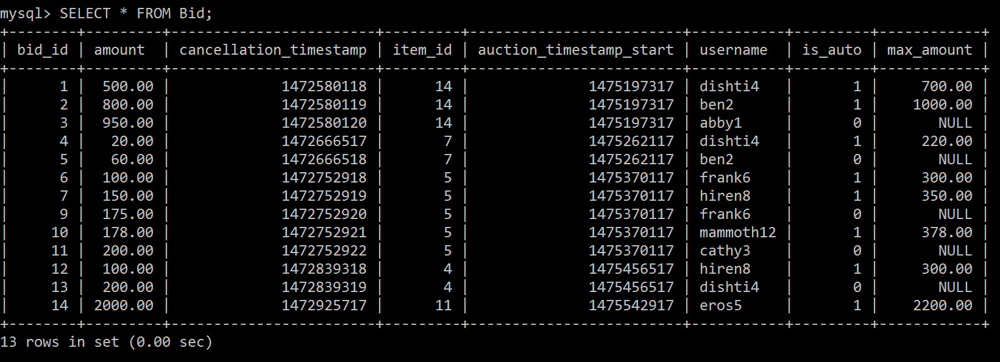 mysql> SELECT * FROM Bid;
+--------+---------+------------------------+---------+-------------------------+-----------+---------+------------+
| bid_id | amount  | cancellation_timestamp | item_id | auction_timestamp_start | username  | is_auto | max_amount |
+--------+---------+------------------------+---------+-------------------------+-----------+---------+------------+
|      1 |  500.00 |             1472580118 |      14 |              1475197317 | dishti4   |       1 |     700.00 |
|      2 |  800.00 |             1472580119 |      14 |              1475197317 | ben2      |       1 |    1000.00 |
|      3 |  950.00 |             1472580120 |      14 |              1475197317 | abby1     |       0 |       NULL |
|      4 |   20.00 |             1472666517 |       7 |              1475262117 | dishti4   |       1 |     220.00 |
|      5 |   60.00 |             1472666518 |       7 |              1475262117 | ben2      |       0 |       NULL |
|      6 |  100.00 |             1472752918 |       5 |              1475370117 | frank6    |       1 |     300.00 |
|      7 |  150.00 |             1472752919 |       5 |              1475370117 | hiren8    |       1 |     350.00 |
|      9 |  175.00 |             1472752920 |       5 |              1475370117 | frank6    |       0 |       NULL |
|     10 |  178.00 |             1472752921 |       5 |              1475370117 | mammoth12 |       1 |     378.00 |
|     11 |  200.00 |             1472752922 |       5 |              1475370117 | cathy3    |       0 |       NULL |
|     12 |  100.00 |             1472839318 |       4 |              1475456517 | hiren8    |       1 |     300.00 |
|     13 |  200.00 |             1472839319 |       4 |              1475456517 | dishti4   |       0 |       NULL |
|     14 | 2000.00 |             1472925717 |      11 |              1475542917 | eros5     |       1 |    2200.00 |
+--------+---------+------------------------+---------+-------------------------+-----------+---------+------------+
13 rows in set (0.00 sec)